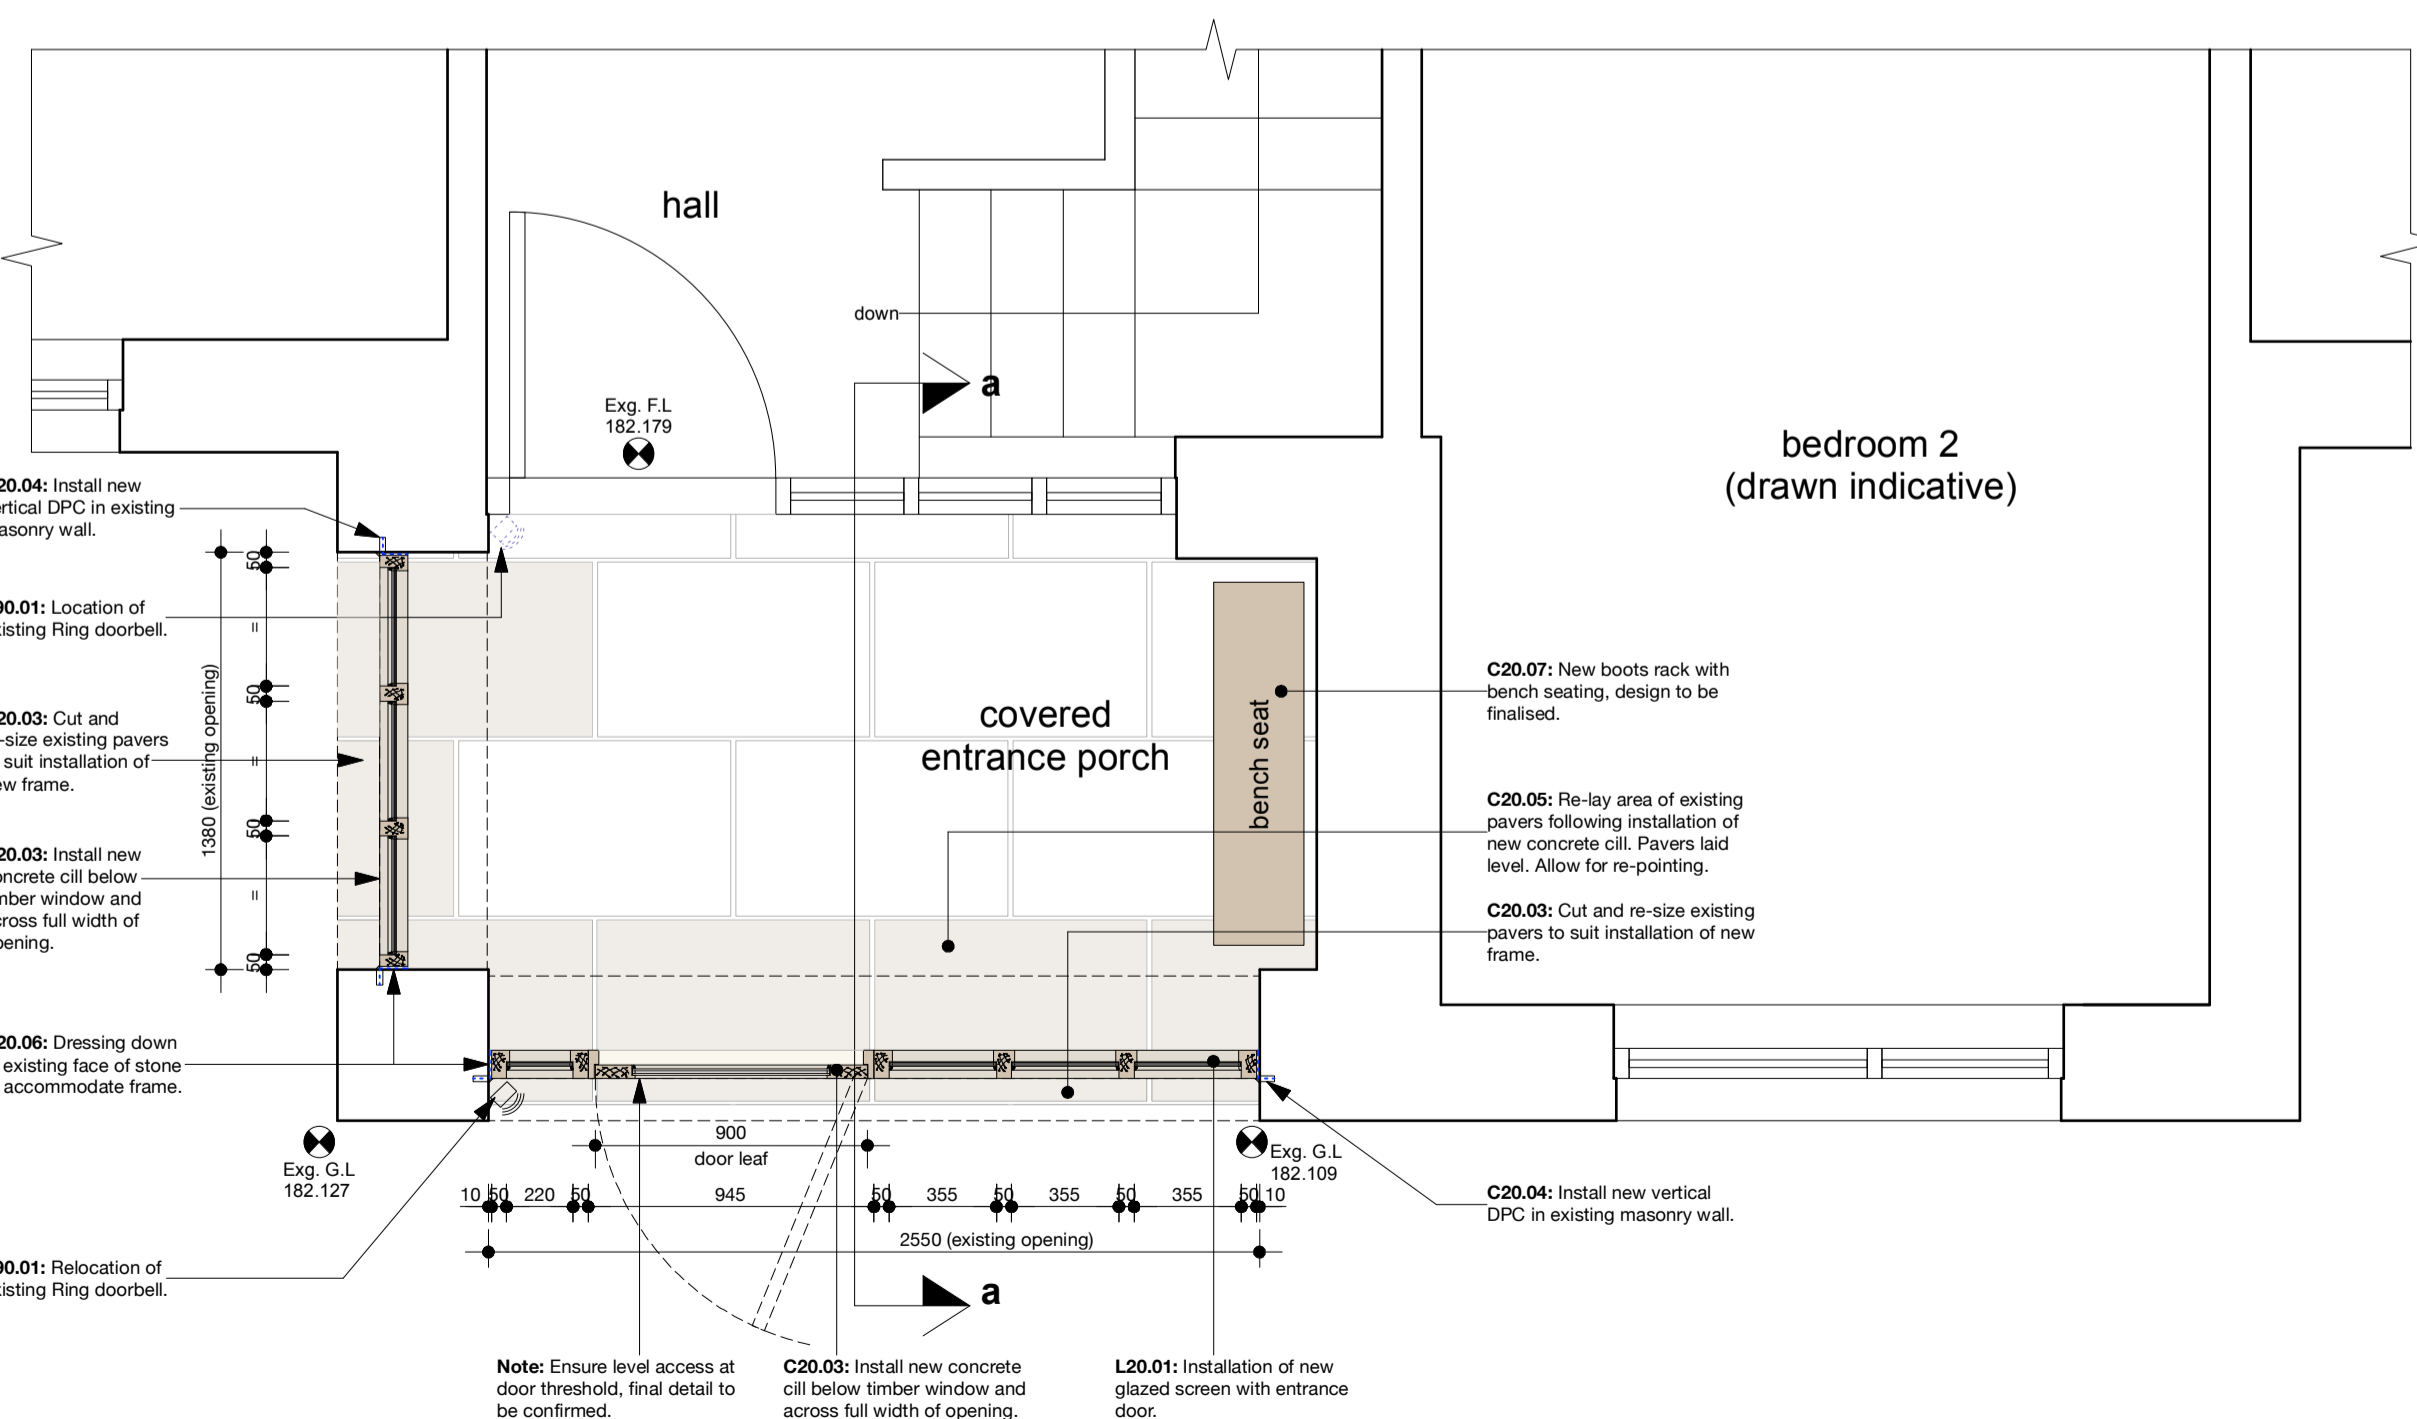 hall
down
a
Exg. F.L
182.179
bedroom 2
(drawn indicative)
20.04: Install new
ertical DPC in existing
asonry wall.
90.01: Location of
xisting Ring doorbell.
20.03: Cut and
-size existing pavers
suit installation of
ew frame.
20.03: Install new
oncrete cill below
mber window and
cross full width of
pening.
20.06: Dressing down
existing face of stone
accommodate frame.
90.01: Relocation of
xisting Ring doorbell.
1380 (existing opening)
50
=
50
=
50
=
50
covered
entrance porch
bench seat
C20.07: New boots rack with
bench seating, design to be
finalised.
C20.05: Re-lay area of existing
pavers following installation of
new concrete cill. Pavers laid
level. Allow for re-pointing.
C20.03: Cut and re-size existing
pavers to suit installation of new
frame.
Exg. G.L
182.127
900
door leaf
Exg. G.L
182.109
10 50 220 50 945 50 355 50 355 50 355 50 10
2550 (existing opening)
C20.04: Install new vertical
DPC in existing masonry wall.
a
Note: Ensure level access at
door threshold, final detail to
be confirmed.
C20.03: Install new concrete
cill below timber window and
across full width of opening.
L20.01: Installation of new
glazed screen with entrance
door.